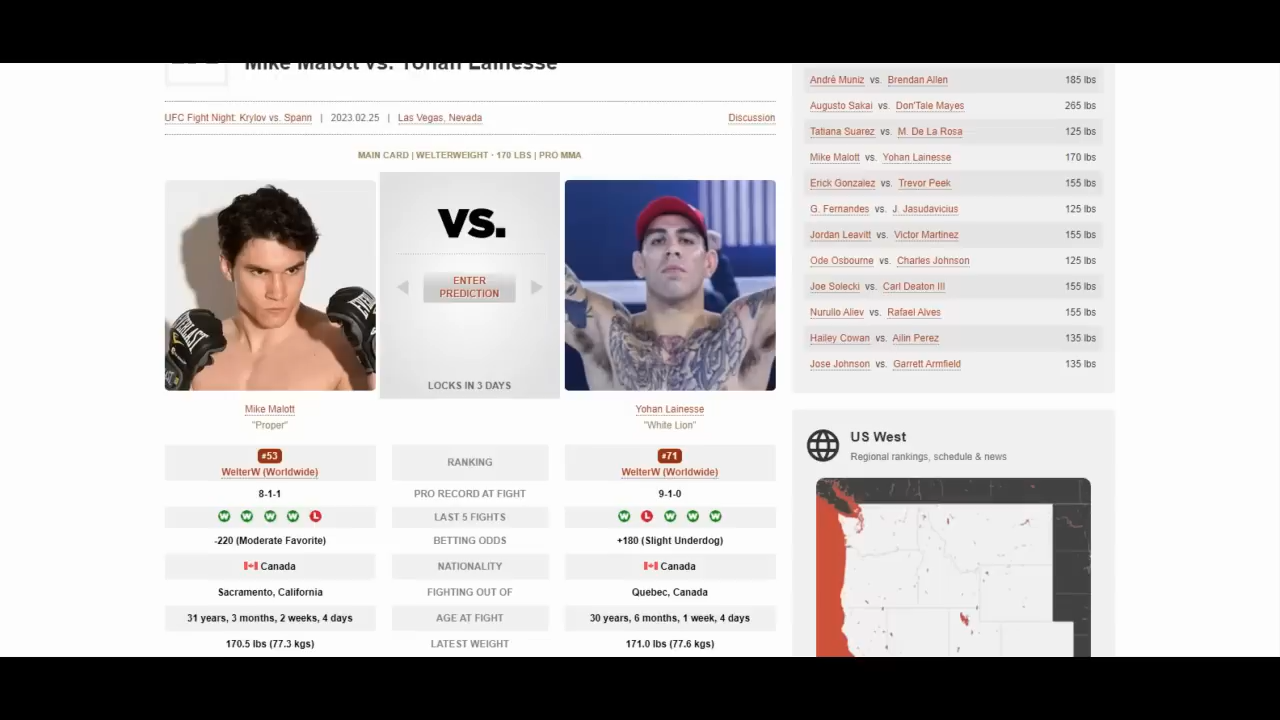 Mike Malott vs. Yohan Lainesse
UFC Fight Night: Krylov vs. Spann | 2023.02.25 | Las Vegas, Nevada Discussion
MAIN CARD | WELTERWEIGHT · 170 LBS | PRO MMA
VS.
ENTER
PREDICTION
LOCKS IN 3 DAYS
EVERLAST
Mike Malott Yohan Lainesse
"Proper" "White Lion"
#53 #71
WelterW (Worldwide) RANKING WelterW (Worldwide)
8-1-1 PRO RECORD AT FIGHT 9-1-0
W W W W L LAST 5 FIGHTS W L W W W
-220 (Moderate Favorite) BETTING ODDS +180 (Slight Underdog)
Canada NATIONALITY Canada
Sacramento, California FIGHTING OUT OF Quebec, Canada
31 years, 3 months, 2 weeks, 4 days AGE AT FIGHT 30 years, 6 months, 1 week, 4 days
170.5 lbs (77.3 kgs) LATEST WEIGHT 171.0 lbs (77.6 kgs)
André Muniz vs. Brendan Allen 185 lbs
Augusto Sakai vs. Don'Tale Mayes 265 lbs
Tatiana Suarez vs. M. De La Rosa 125 lbs
Mike Malott vs. Yohan Lainesse 170 lbs
Erick Gonzalez vs. Trevor Peek 155 lbs
G. Fernandes vs. J. Jasudavicius 125 lbs
Jordan Leavitt vs. Victor Martinez 155 lbs
Ode Osbourne vs. Charles Johnson 125 lbs
Joe Solecki vs. Carl Deaton III 155 lbs
Nurullo Aliev vs. Rafael Alves 155 lbs
Hailey Cowan vs. Ailin Perez 135 lbs
Jose Johnson vs. Garrett Armfield 135 lbs
US West
Regional rankings, schedule & news